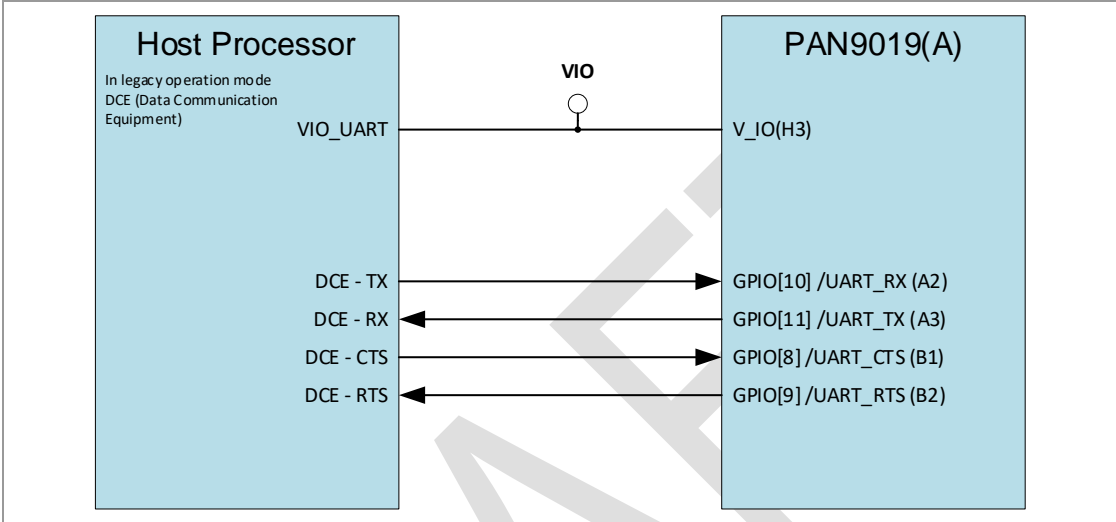 Host Processor
In legacy operation mode
DCE (Data Communication
Equipment)
VIO_UART
VIO
PAN9019(A)
V_IO(H3)
DCE - TX
GPIO[10] /UART_RX (A2)
DCE - RX
GPIO[11] /UART_TX (A3)
DCE - CTS
GPIO[8] /UART_CTS (B1)
DCE - RTS
GPIO[9] /UART_RTS (B2)